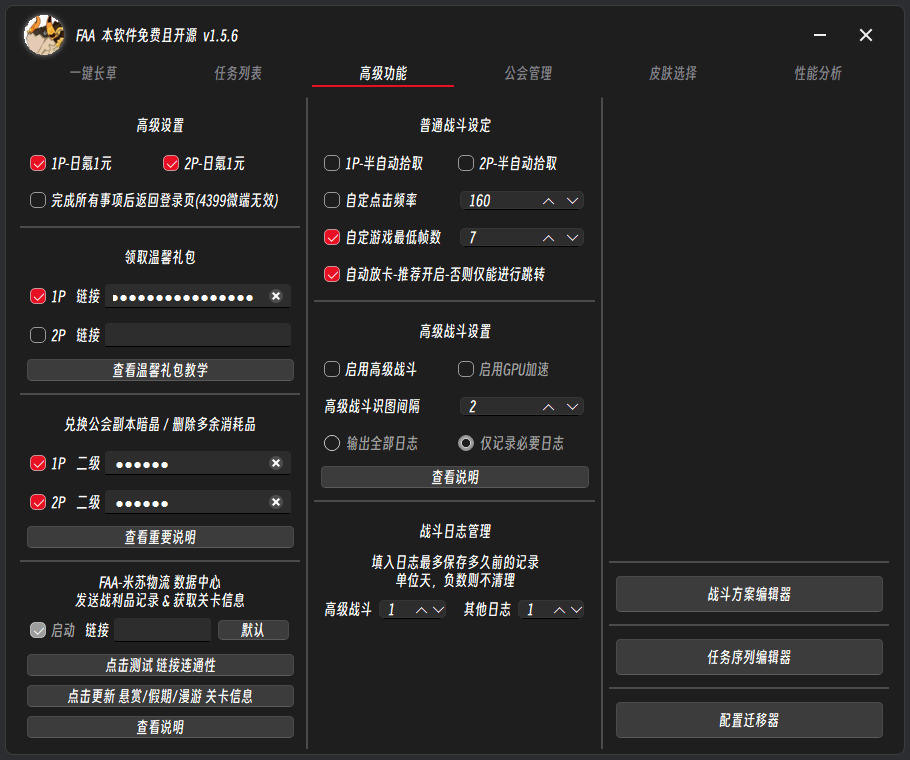 FAA 本软件免费且开源 v1.5.6
一键长草 任务列表 高级功能 公会管理 皮肤选择 性能分析
高级设置
1P-日氪1元 2P-日氪1元
完成所有事项后返回登录页(4399微端无效)
领取温馨礼包
1P 链接
2P 链接
查看温馨礼包教学
兑换公会副本暗晶 / 删除多余消耗品
1P 二级
2P 二级
查看重要说明
FAA-米苏物流 数据中心
发送战利品记录 & 获取关卡信息
启动 链接 默认
点击测试 链接连通性
点击更新 悬赏/假期/漫游 关卡信息
查看说明
普通战斗设定
1P-半自动拾取 2P-半自动拾取
自定点击频率 160
自定游戏最低帧数 7
自动放卡-推荐开启-否则仅能进行跳转
高级战斗设置
启用高级战斗 启用GPU加速
高级战斗识图间隔 2
输出全部日志 仅记录必要日志
查看说明
战斗日志管理
填入日志最多保存多久前的记录
单位天，负数则不清理
高级战斗 1 其他日志 1
战斗方案编辑器
任务序列编辑器
配置迁移器